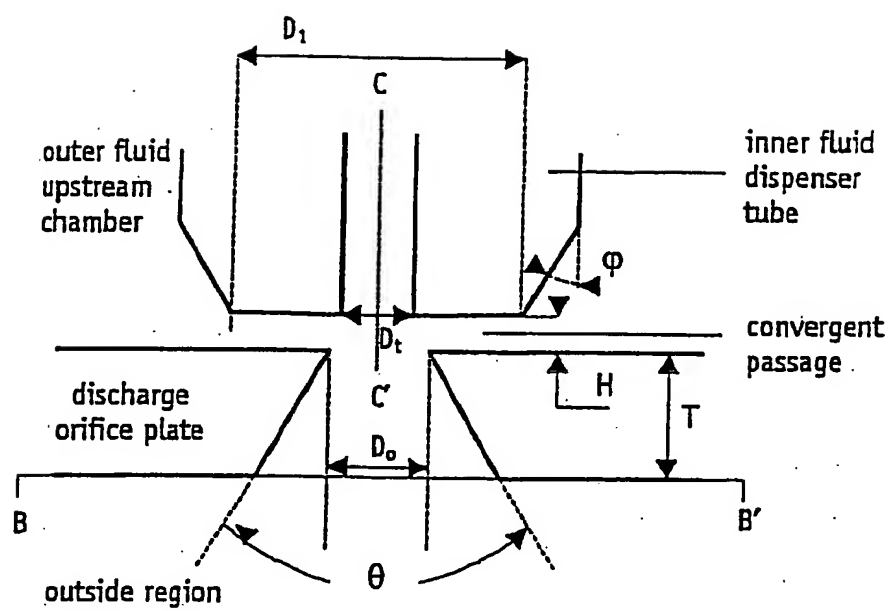 D₁
C
outer fluid
upstream
chamber
inner fluid
dispenser
tube
φ
Dₜ
convergent
passage
C'
H
T
discharge
orifice plate
Dₒ
B
B'
θ
outside region